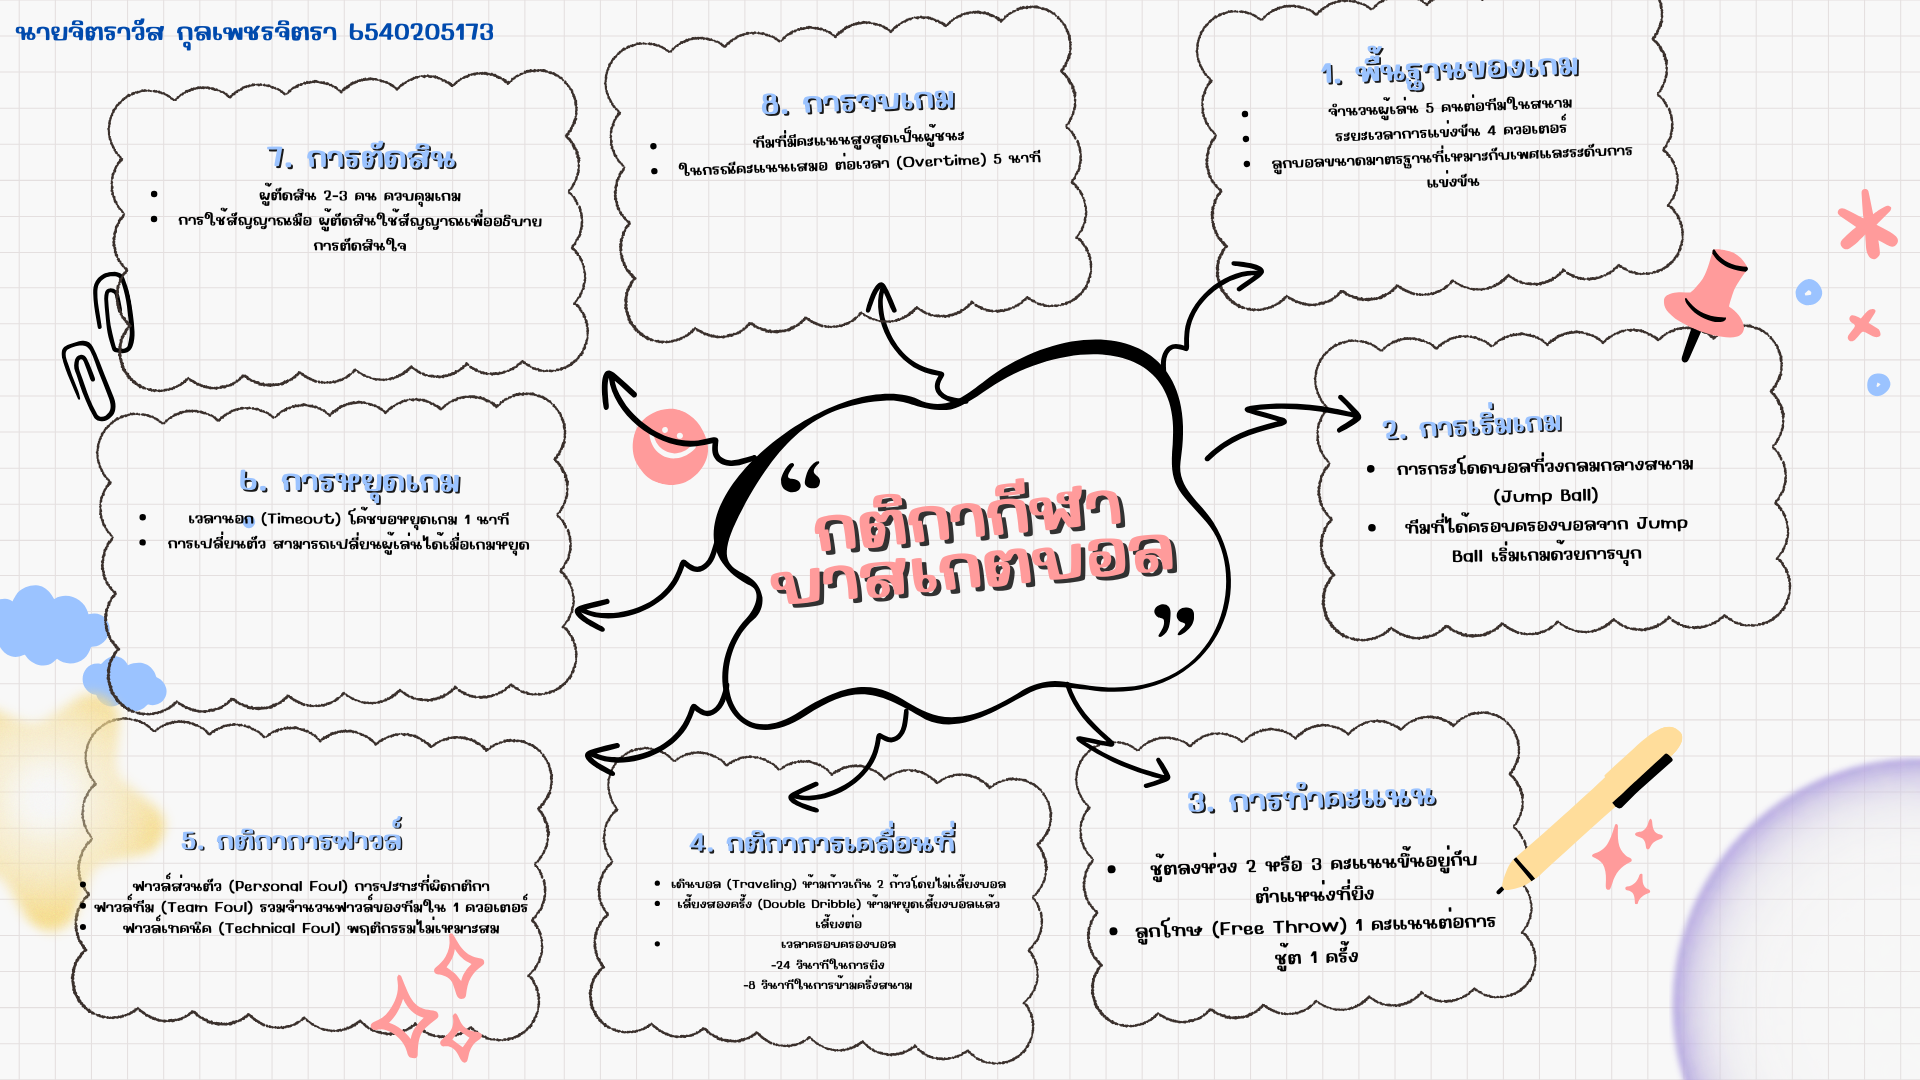 นายจิตราวัส กุลเพชรจิตรา 6540205173
กติกากีฬา
บาสเกตบอล
1. พื้นฐานของเกม
จำนวนผู้เล่น 5 คนต่อทีมในสนาม
ระยะเวลาการแข่งขัน 4 ควอเตอร์
ลูกบอลขนาดมาตรฐานที่เหมาะกับเพศและระดับการ
แข่งขัน
2. การเริ่มเกม
การกระโดดบอลที่วงกลมกลางสนาม
(Jump Ball)
ทีมที่ได้ครอบครองบอลจาก Jump
Ball เริ่มเกมด้วยการบุก
3. การทำคะแนน
ชู้ตลงห่วง 2 หรือ 3 คะแนนขึ้นอยู่กับ
ตำแหน่งที่ยิง
ลูกโทษ (Free Throw) 1 คะแนนต่อการ
ชู้ต 1 ครั้ง
4. กติกาการเคลื่อนที่
เดินบอล (Traveling) ห้ามก้าวเกิน 2 ก้าวโดยไม่เลี้ยงบอล
เลี้ยงสองครั้ง (Double Dribble) ห้ามหยุดเลี้ยงบอลแล้ว
เลี้ยงต่อ
เวลาครอบครองบอล
-24 วินาทีในการยิง
-8 วินาทีในการข้ามครึ่งสนาม
5. กติกาการฟาวล์
ฟาวล์ส่วนตัว (Personal Foul) การปะทะที่ผิดกติกา
ฟาวล์ทีม (Team Foul) รวมจำนวนฟาวล์ของทีมใน 1 ควอเตอร์
ฟาวล์เทคนิค (Technical Foul) พฤติกรรมไม่เหมาะสม
6. การหยุดเกม
เวลานอก (Timeout) โค้ชขอหยุดเกม 1 นาที
การเปลี่ยนตัว สามารถเปลี่ยนผู้เล่นได้เมื่อเกมหยุด
7. การตัดสิน
ผู้ตัดสิน 2-3 คน ควบคุมเกม
การใช้สัญญาณมือ ผู้ตัดสินใช้สัญญาณเพื่ออธิบาย
การตัดสินใจ
8. การจบเกม
ทีมที่มีคะแนนสูงสุดเป็นผู้ชนะ
ในกรณีคะแนนเสมอ ต่อเวลา (Overtime) 5 นาที